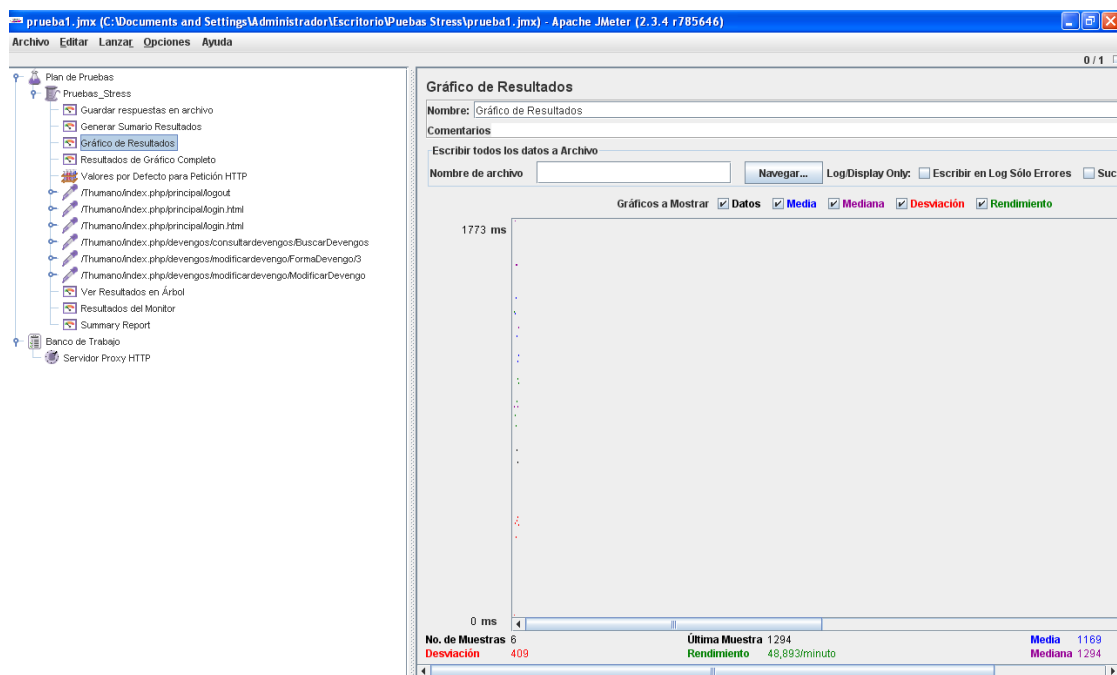 prueba1.jmx (C:\Documents and Settings\Administrador\Escritorio\Puebas Stress\prueba1.jmx) - Apache JMeter (2.3.4 r785646)
Archivo Editar Lanzar Opciones Ayuda
0 / 1
Plan de Pruebas
Pruebas_Stress
Guardar respuestas en archivo
Generar Sumario Resultados
Gráfico de Resultados
Resultados de Gráfico Completo
Valores por Defecto para Petición HTTP
/Thumano/index.php/principal/logout
/Thumano/index.php/principal/login.html
/Thumano/index.php/principal/login.html
/Thumano/index.php/devengos/consultardevengos/BuscarDevengos
/Thumano/index.php/devengos/modificardevengo/FormaDevengo/3
/Thumano/index.php/devengos/modificardevengo/ModificarDevengo
Ver Resultados en Árbol
Resultados del Monitor
Summary Report
Banco de Trabajo
Servidor Proxy HTTP
Gráfico de Resultados
Nombre: Gráfico de Resultados
Comentarios
Escribir todos los datos a Archivo
Nombre de archivo Navegar... Log/Display Only: Escribir en Log Sólo Errores Suc
Gráficos a Mostrar Datos Media Mediana Desviación Rendimiento
1773 ms
0 ms
No. de Muestras 6 Última Muestra 1294 Media 1169
Desviación 409 Rendimiento 48,893/minuto Mediana 1294